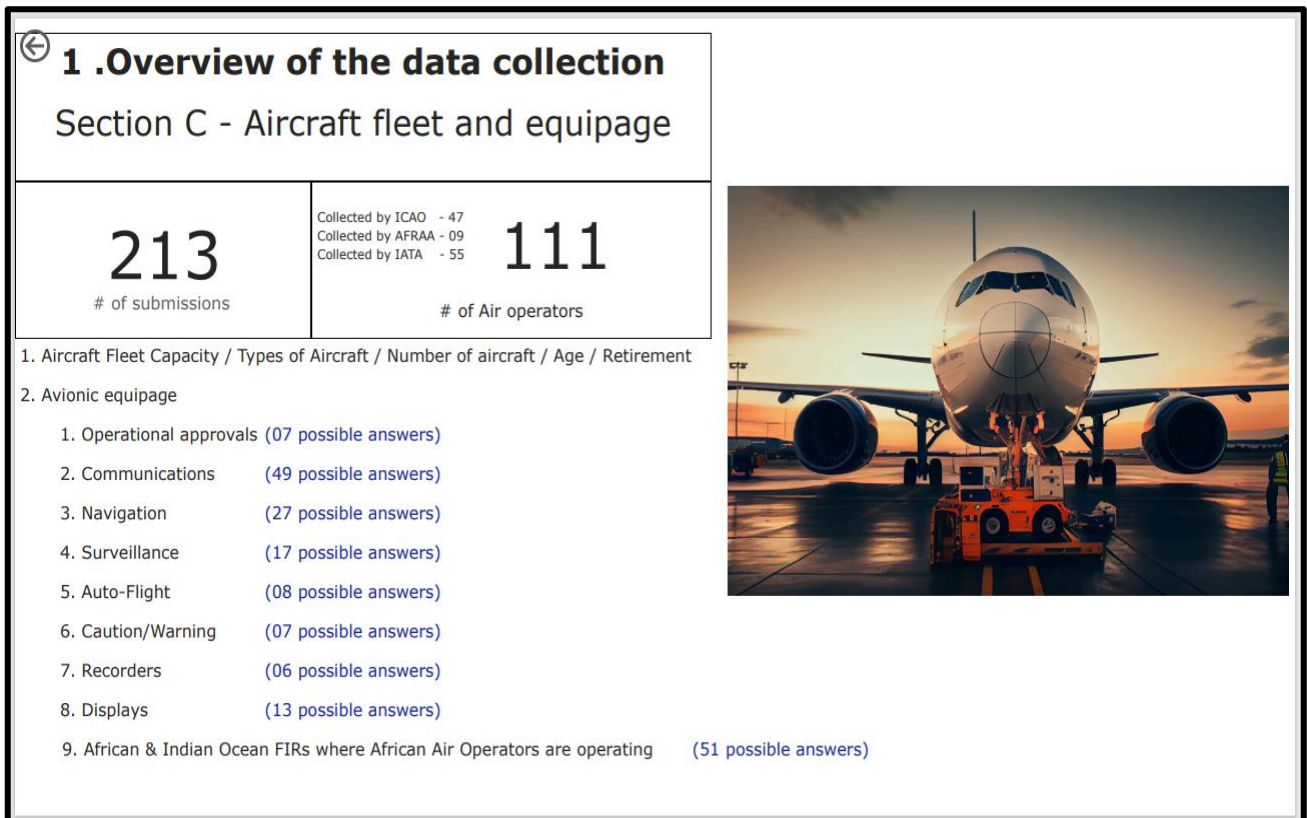 1 .Overview of the data collection
Section C - Aircraft fleet and equipage
213
# of submissions
Collected by ICAO - 47
Collected by AFRAA - 09
Collected by IATA - 55
111
# of Air operators
1. Aircraft Fleet Capacity / Types of Aircraft / Number of aircraft / Age / Retirement
2. Avionic equipage
1. Operational approvals (07 possible answers)
2. Communications (49 possible answers)
3. Navigation (27 possible answers)
4. Surveillance (17 possible answers)
5. Auto-Flight (08 possible answers)
6. Caution/Warning (07 possible answers)
7. Recorders (06 possible answers)
8. Displays (13 possible answers)
9. African & Indian Ocean FIRs where African Air Operators are operating (51 possible answers)